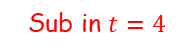 Sub in t = 4